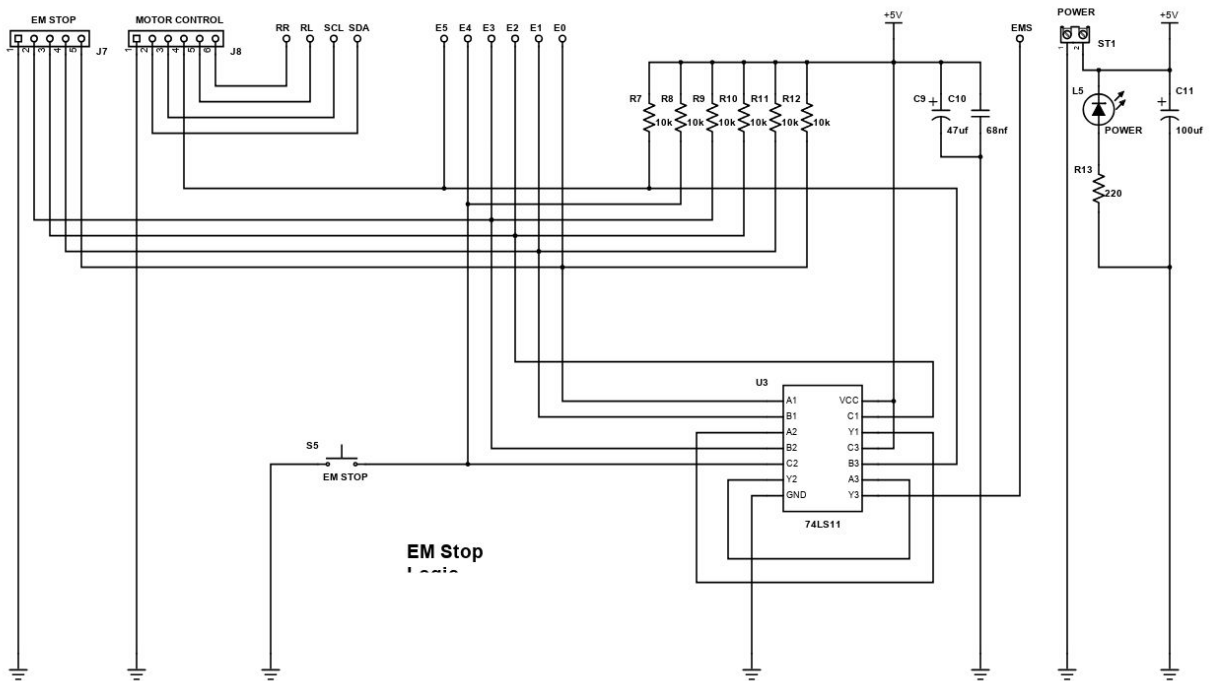 EM STOP
1 2 3 4 5
J7
MOTOR CONTROL
1 2 3 4 5 6
J8
RR RL SCL SDA
E5 E4 E3 E2 E1 E0
+5V
EMS
POWER
1 2
ST1
+5V
R7 R8 R9 R10 R11 R12
10k 10k 10k 10k 10k 10k
C9 + C10
47uf 68nf
L5
POWER
R13
220
+ C11
100uf
U3
A1 VCC
B1 C1
A2 Y1
B2 C3
C2 B3
Y2 A3
GND Y3
74LS11
S5
EM STOP
EM Stop
Logic